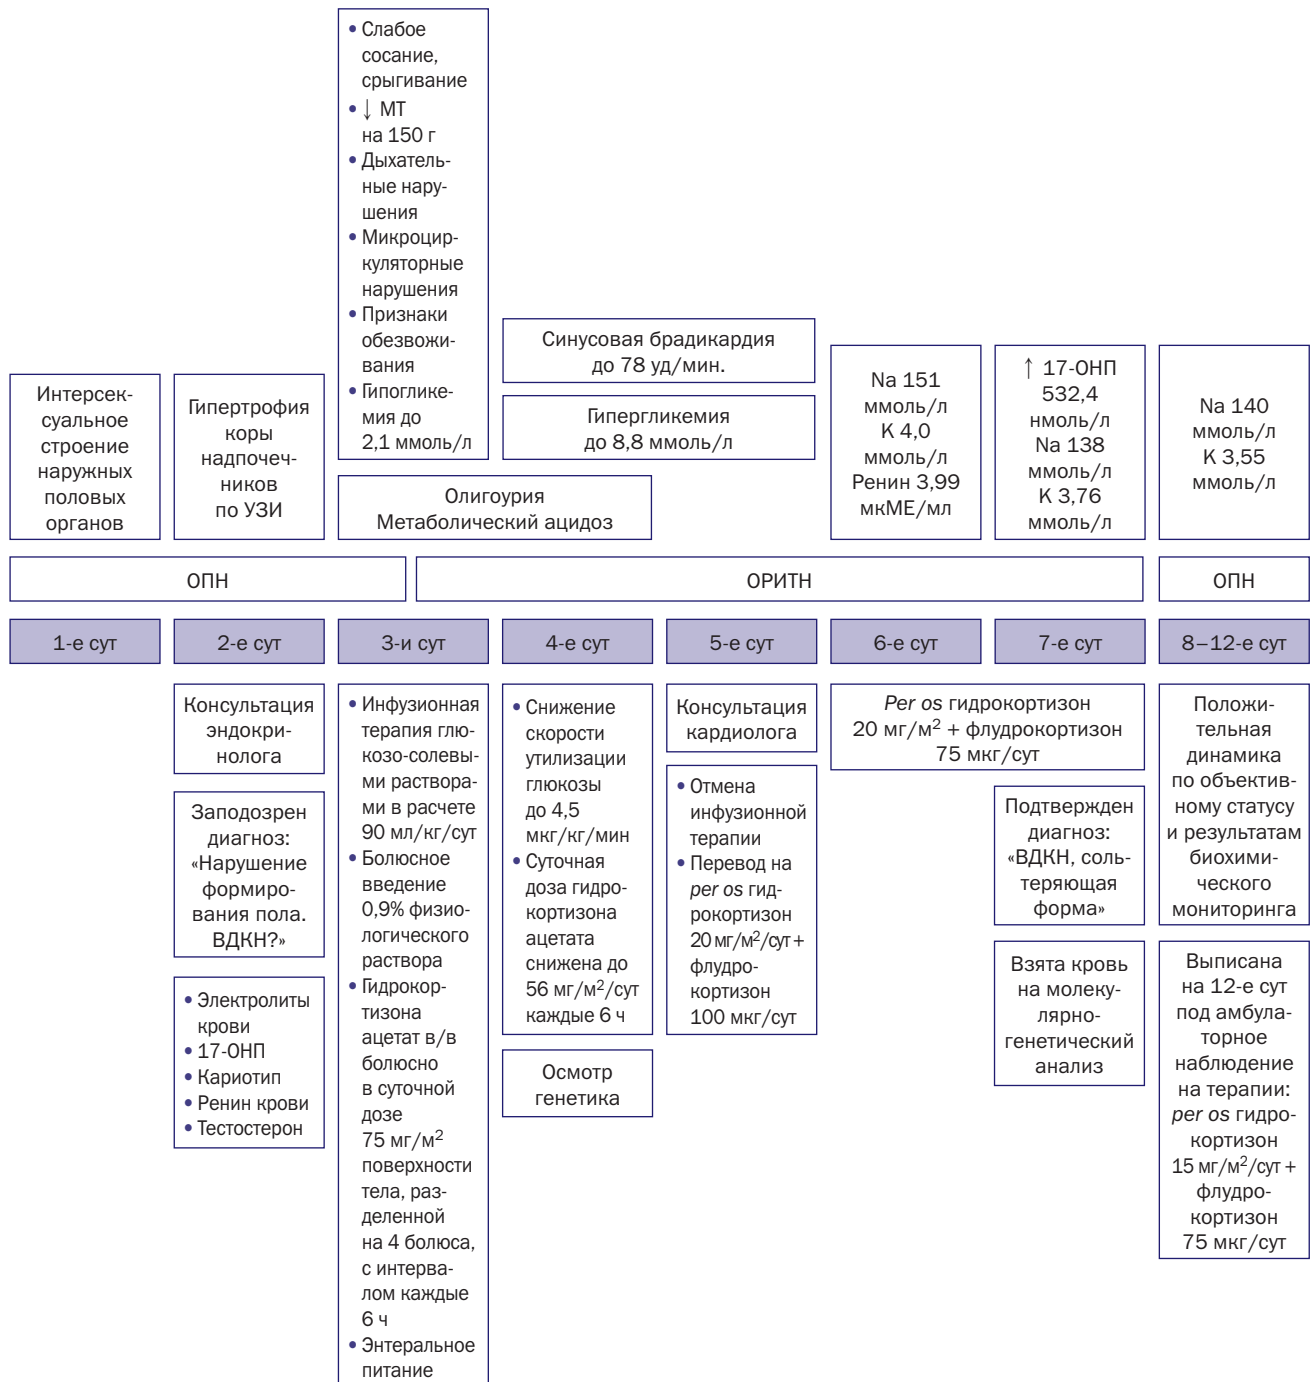 • Слабое
сосание,
срыгивание
• ↓ МТ
на 150 г
• Дыхатель-
ные нару-
шения
• Микроцир-
куляторные
нарушения
• Признаки
обезвожи-
вания
• Гипоглике-
мия до
2,1 ммоль/л
Интерсек-
суальное
строение
наружных
половых
органов
Гипертрофия
коры
надпочеч-
ников
по УЗИ
Олигоурия
Метаболический ацидоз
Синусовая брадикардия
до 78 уд/мин.
Гипергликемия
до 8,8 ммоль/л
Na 151
ммоль/л
K 4,0
ммоль/л
Ренин 3,99
мкМЕ/мл
↑ 17-ОНП
532,4
нмоль/л
Na 138
ммоль/л
K 3,76
ммоль/л
Na 140
ммоль/л
K 3,55
ммоль/л
ОПН
ОРИТН
ОПН
1-е сут
2-е сут
3-и сут
4-е сут
5-е сут
6-е сут
7-е сут
8–12-е сут
Консультация
эндокри-
нолога
Заподозрен
диагноз:
«Нарушение
формиро-
вания пола.
ВДКН?»
• Электролиты
крови
• 17-ОНП
• Кариотип
• Ренин крови
• Тестостерон
• Инфузионная
терапия глю-
козо-солевы-
ми раствора-
ми в расчете
90 мл/кг/сут
• Болюсное
введение
0,9% физио-
логического
раствора
• Гидрокор-
тизона
ацетат в/в
болюсно
в суточной
дозе
75 мг/м²
поверхности
тела, раз-
деленной
на 4 болюса,
с интерва-
лом каждые
6 ч
• Энтеральное
питание
• Снижение
скорости
утилизации
глюкозы
до 4,5
мкг/кг/мин
• Суточная
доза гидро-
кортизона
ацетата
снижена до
56 мг/м²/сут
каждые 6 ч
Осмотр
генетика
Консультация
кардиолога
• Отмена
инфузионной
терапии
• Перевод на
per os гид-
рокортизон
20 мг/м²/сут +
флудро-
кортизон
100 мкг/сут
Per os гидрокортизон
20 мг/м² + флудрокортизон
75 мкг/сут
Подтвержден
диагноз:
«ВДКН, соль-
теряющая
форма»
Взята кровь
на молеку-
лярно-
генетический
анализ
Положи-
тельная
динамика
по объектив-
ному статусу
и результатам
биохими-
ческого
мониторинга
Выписана
на 12-е сут
под амбула-
торное
наблюдение
на терапии:
per os гидро-
кортизон
15 мг/м²/сут +
флудро-
кортизон
75 мкг/сут